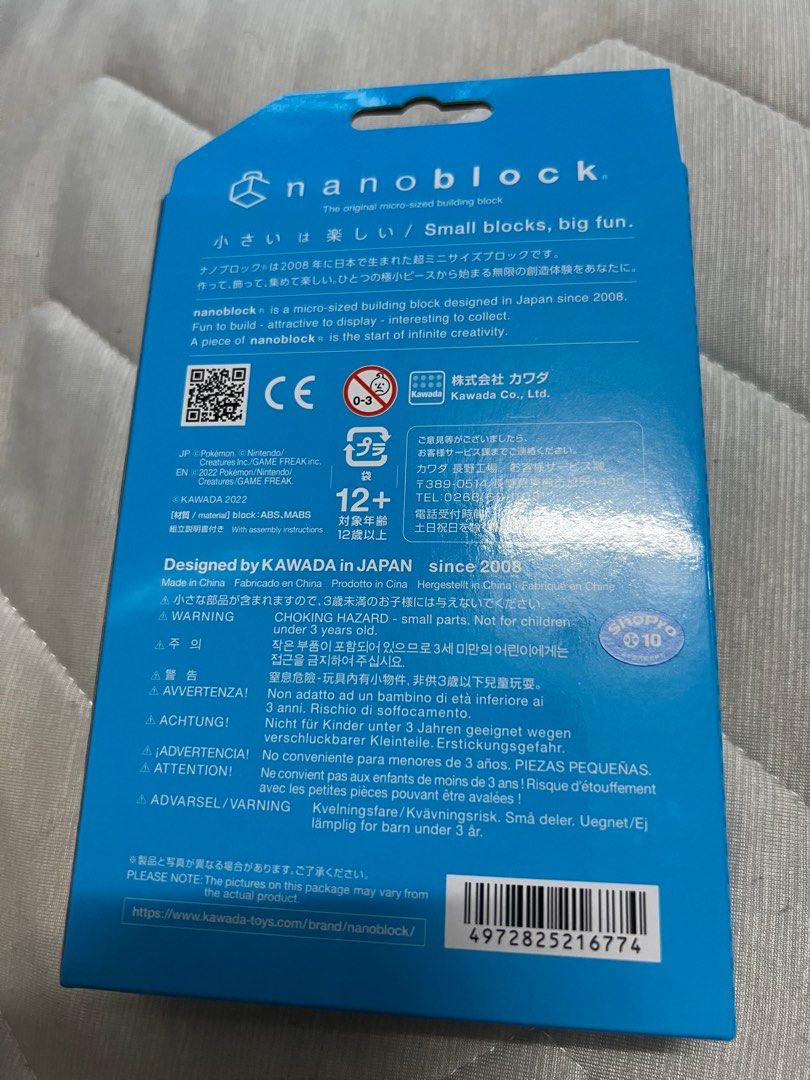 nanoblock®
The original micro-sized building block
小さいは楽しい / Small blocks, big fun.
ナノブロック®は2008年に日本で生まれた超ミニサイズブロックです。
作って、飾って、集めて楽しい。ひとつの極小ピースから始まる無限の創造体験をあなたに。
nanoblock® is a micro-sized building block designed in Japan since 2008.
Fun to build - attractive to display - interesting to collect.
A piece of nanoblock® is the start of infinite creativity.
CE
0-3
Kawada
株式会社 カワダ
Kawada Co., Ltd.
JP ©Pokémon. ©Nintendo/
Creatures Inc./GAME FREAK inc.
EN ©2022 Pokémon/Nintendo/
Creatures/GAME FREAK.
©KAWADA 2022
[材質 / material] block:ABS,MABS
組立説明書付き With assembly instructions
プラ
袋
12+
対象年齢
12歳以上
ご意見等がございましたら、
お客様サービス課までご連絡ください。
カワダ 長野工場 お客様サービス課
〒389-0514
TEL:0268
電話受付時間
土日祝日を除
Designed by KAWADA in JAPAN since 2008
Made in China Fabricado en China Prodotto in Cina Hergestellt in China Fabriqué en Chine
⚠ 小さな部品が含まれますので、3歳未満のお子様には与えないでください。
⚠ WARNING CHOKING HAZARD - small parts. Not for children
under 3 years old.
⚠ 주 의 작은 부품이 포함되어 있으므로 3세 미만의 어린이에게는
접근을 금지하여 주십시요.
⚠ 警 告 窒息危險 - 玩具內有小物件, 非供3歲以下兒童玩耍。
⚠ AVVERTENZA! Non adatto ad un bambino di età inferiore ai
3 anni. Rischio di soffocamento.
⚠ ACHTUNG! Nicht für Kinder unter 3 Jahren geeignet wegen
verschluckbarer Kleinteile. Erstickungsgefahr.
⚠ ¡ADVERTENCIA! No conveniente para menores de 3 años. PIEZAS PEQUEÑAS.
⚠ ATTENTION! Ne convient pas aux enfants de moins de 3 ans ! Risque d'étouffement
avec les petites pièces pouvant être avalées !
⚠ ADVARSEL/VARNING Kvelningsfare/Kvävningsrisk. Små deler. Uegnet/Ej
lämplig for barn under 3 år.
ShoPro
10
※製品と写真が異なる場合があります。ご了承ください。
PLEASE NOTE: The pictures on this package may vary from
the actual product.
https://www.kawada-toys.com/brand/nanoblock/
4972825216774